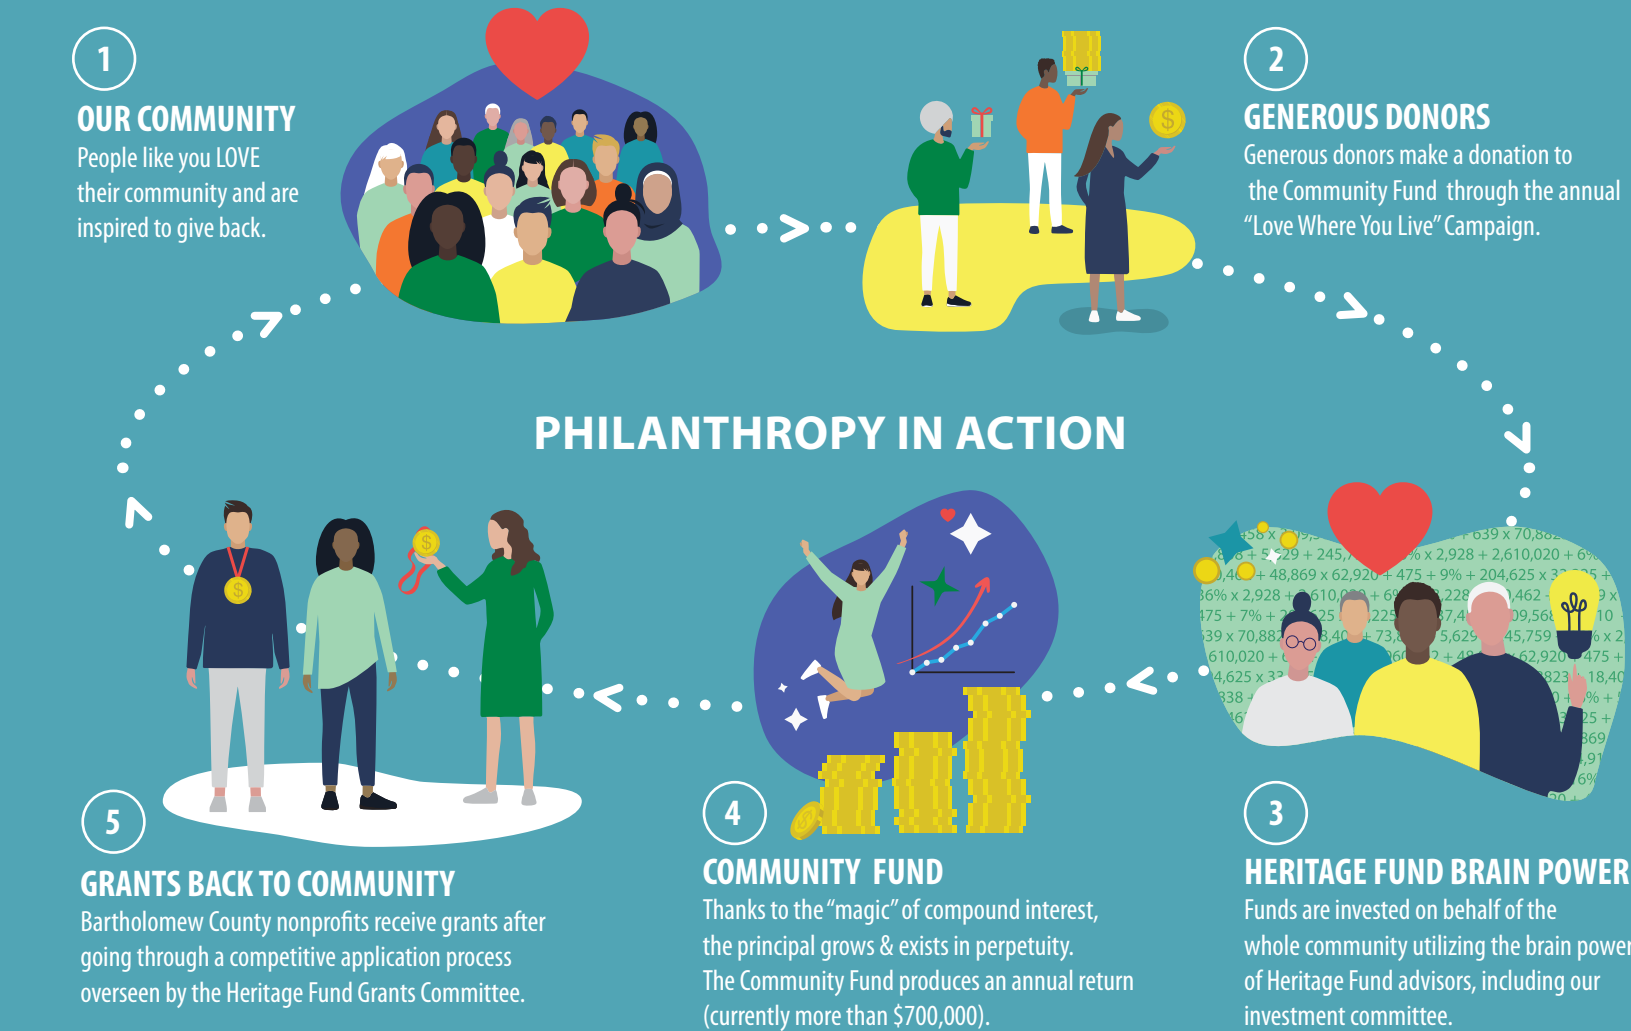 1
OUR COMMUNITY
People like you LOVE
their community and are
inspired to give back.
2
GENEROUS DONORS
Generous donors make a donation to
the Community Fund through the annual
“Love Where You Live” Campaign.
PHILANTHROPY IN ACTION
3
HERITAGE FUND BRAIN POWER
Funds are invested on behalf of the
whole community utilizing the brain power
of Heritage Fund advisors, including our
investment committee.
4
COMMUNITY FUND
Thanks to the “magic” of compound interest,
the principal grows & exists in perpetuity.
The Community Fund produces an annual return
(currently more than $700,000).
5
GRANTS BACK TO COMMUNITY
Bartholomew County nonprofits receive grants after
going through a competitive application process
overseen by the Heritage Fund Grants Committee.